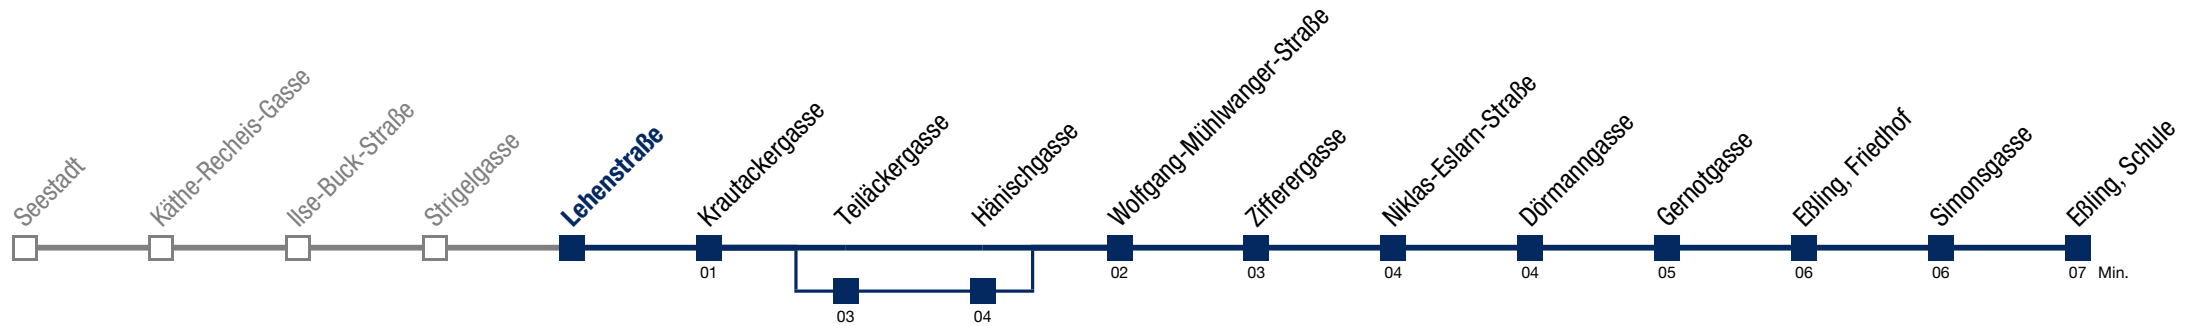 Seestadt
Käthe-Recheis-Gasse
Ilse-Buck-Straße
Strigelgasse
Lehenstraße
Krautackergasse
Teiläckergasse
Hänischgasse
Wolfgang-Mühlwanger-Straße
Zifferergasse
Niklas-Eslarn-Straße
Dörmanngasse
Gernotgasse
Eßling, Friedhof
Simonsgasse
Eßling, Schule
01 02 03 04 04 05 06 06 07 Min.
03 04